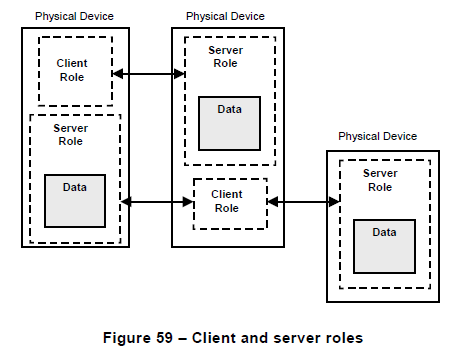 Physical Device
Physical Device
Client
Role
Server
Role
Data
Server
Role
Data
Client
Role
Physical Device
Server
Role
Data
Figure 59 – Client and server roles